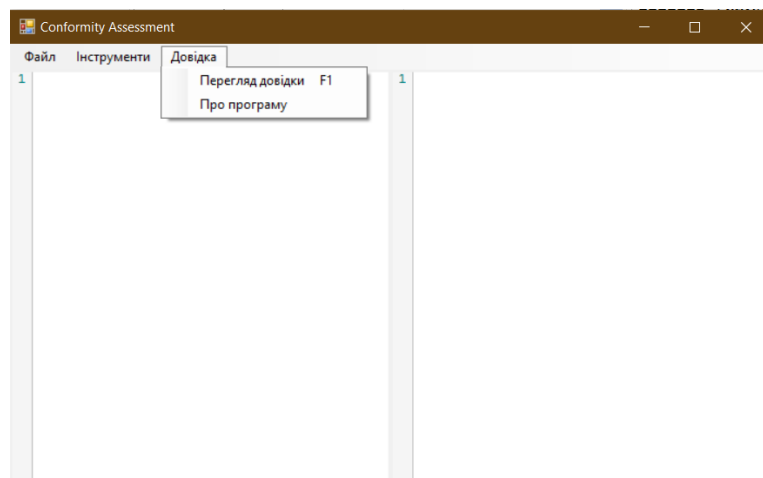 Conformity Assessment
Файл Інструменти Довідка
1 1
Перегляд довідки F1
Про програму